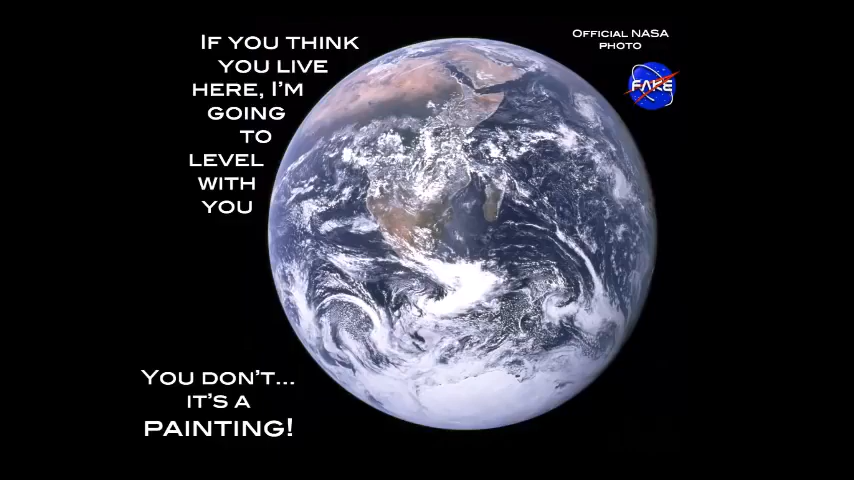 IF YOU THINK
YOU LIVE
HERE, I'M
GOING
TO
LEVEL
WITH
YOU
OFFICIAL NASA
PHOTO
FAKE
YOU DON'T...
IT'S A
PAINTING!